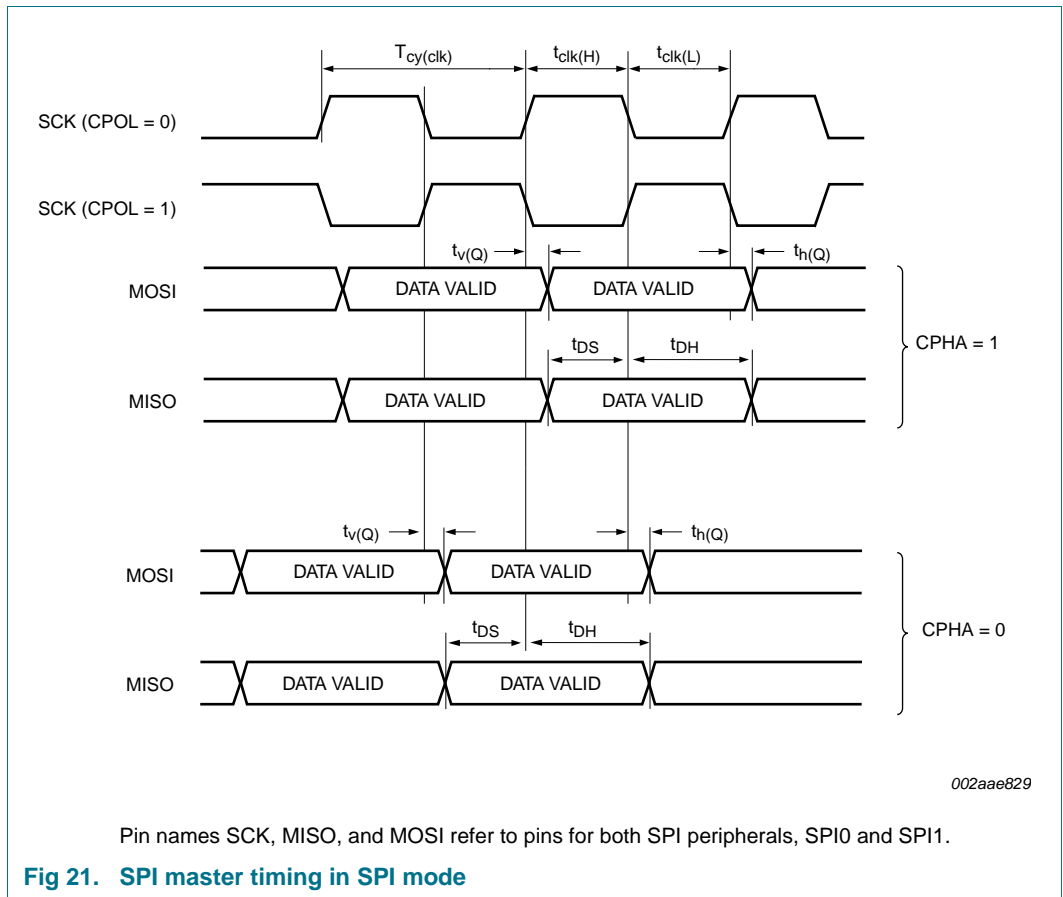 Tcy(clk) tclk(H) tclk(L)
SCK (CPOL = 0)
SCK (CPOL = 1)
tv(Q) th(Q)
MOSI DATA VALID DATA VALID
CPHA = 1
tDS tDH
MISO DATA VALID DATA VALID
tv(Q) th(Q)
MOSI DATA VALID DATA VALID
CPHA = 0
tDS tDH
MISO DATA VALID DATA VALID
002aae829
Pin names SCK, MISO, and MOSI refer to pins for both SPI peripherals, SPI0 and SPI1.
Fig 21. SPI master timing in SPI mode